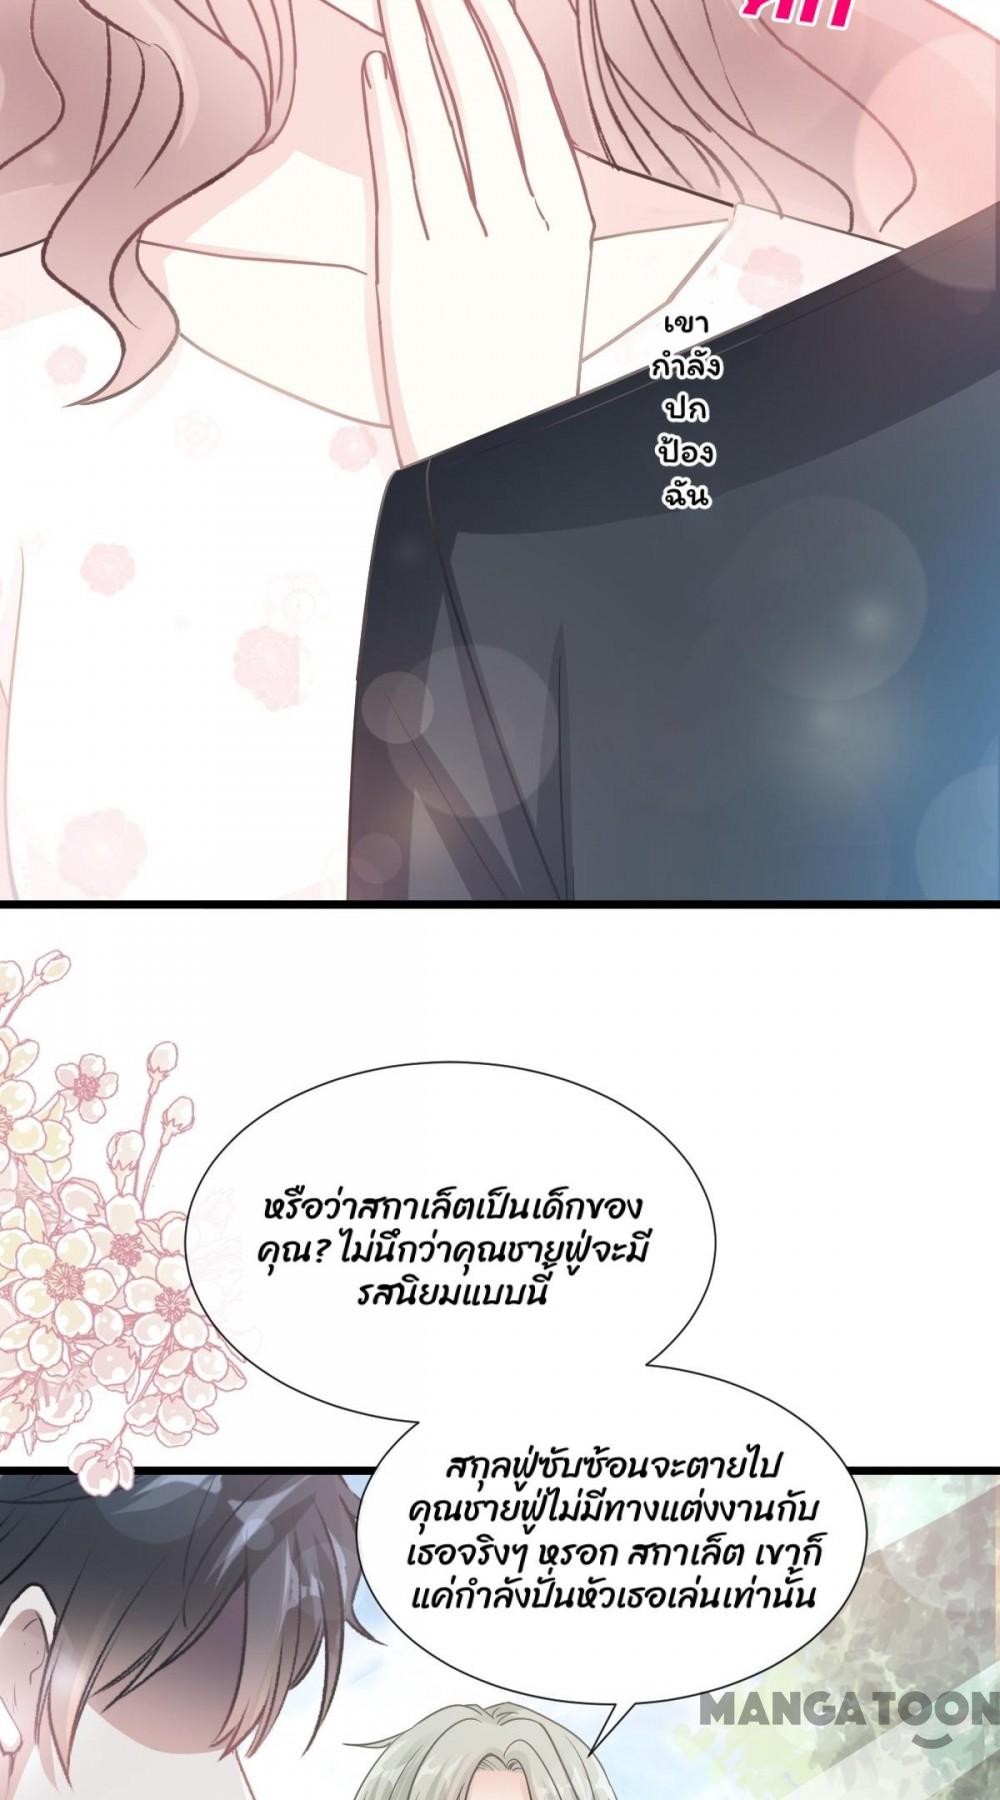 เขา
กำลัง
ปก
ป้อง
ฉัน
หรือว่าสกาเล็ตเป็นเด็กของ
คุณ? ไม่นึกว่าคุณชายฟู่จะมี
รสนิยมแบบนี้
สกุลฟู่ซับซ้อนจะตายไป
คุณชายฟู่ไม่มีทางแต่งงานกับ
เธอจริงๆ หรอก สกาเล็ต เขาก็
แค่กำลังปั่นหัวเธอเล่นเท่านั้น
MANGATOON